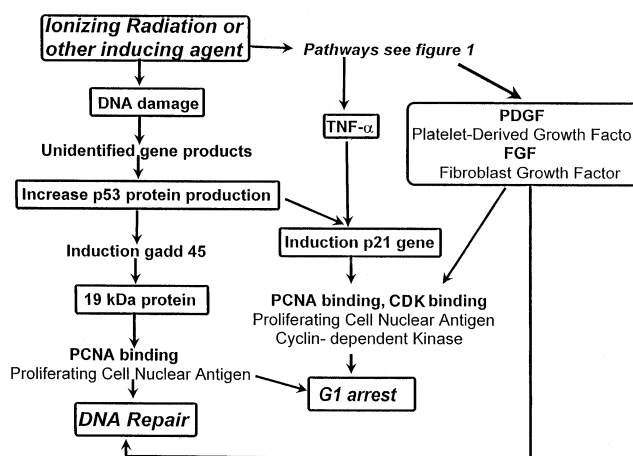 Ionizing Radiation or
other inducing agent
Pathways see figure 1
DNA damage
TNF-α
PDGF
Platelet-Derived Growth Facto
FGF
Fibroblast Growth Factor
Unidentified gene products
Increase p53 protein production
Induction p21 gene
Induction gadd 45
19 kDa protein
PCNA binding, CDK binding
Proliferating Cell Nuclear Antigen
Cyclin- dependent Kinase
PCNA binding
Proliferating Cell Nuclear Antigen
G1 arrest
DNA Repair